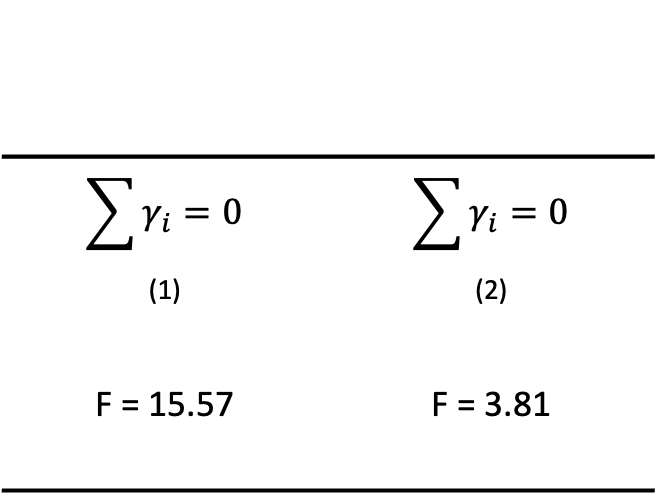 ∑ γᵢ = 0 ∑ γᵢ = 0
(1) (2)
F = 15.57 F = 3.81